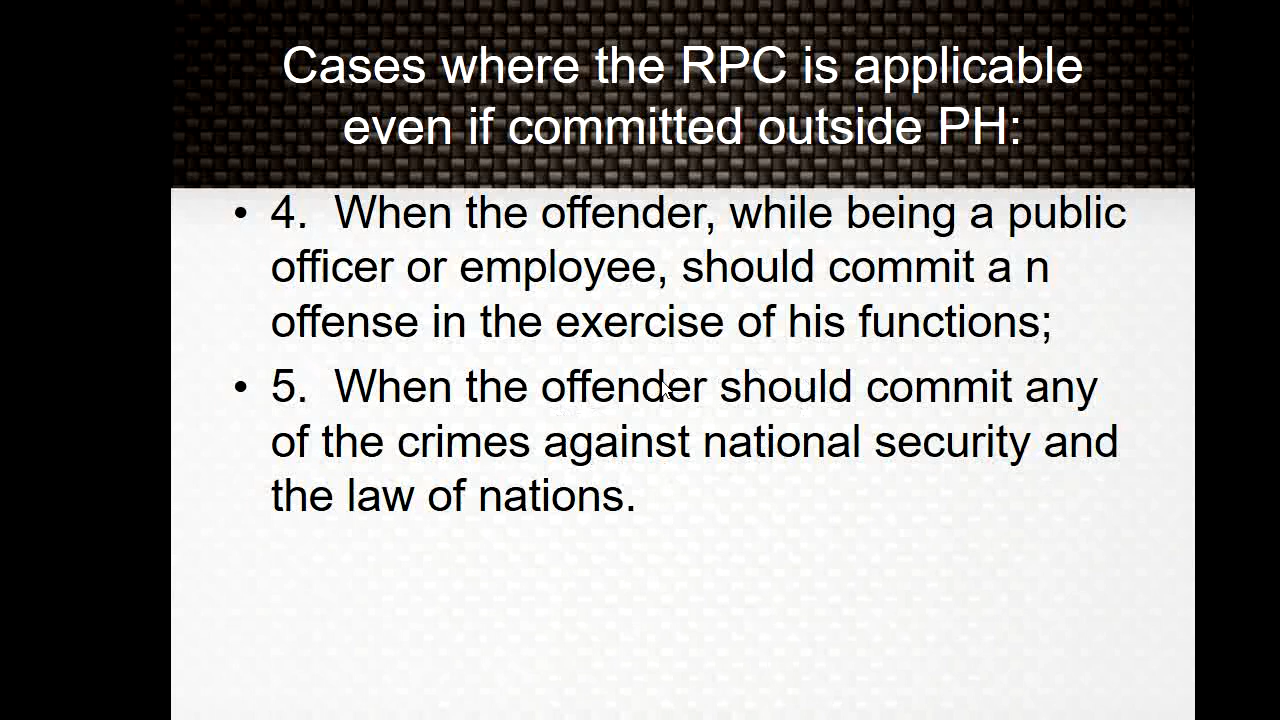 Cases where the RPC is applicable
even if committed outside PH:
• 4. When the offender, while being a public
officer or employee, should commit a n
offense in the exercise of his functions;
• 5. When the offender should commit any
of the crimes against national security and
the law of nations.